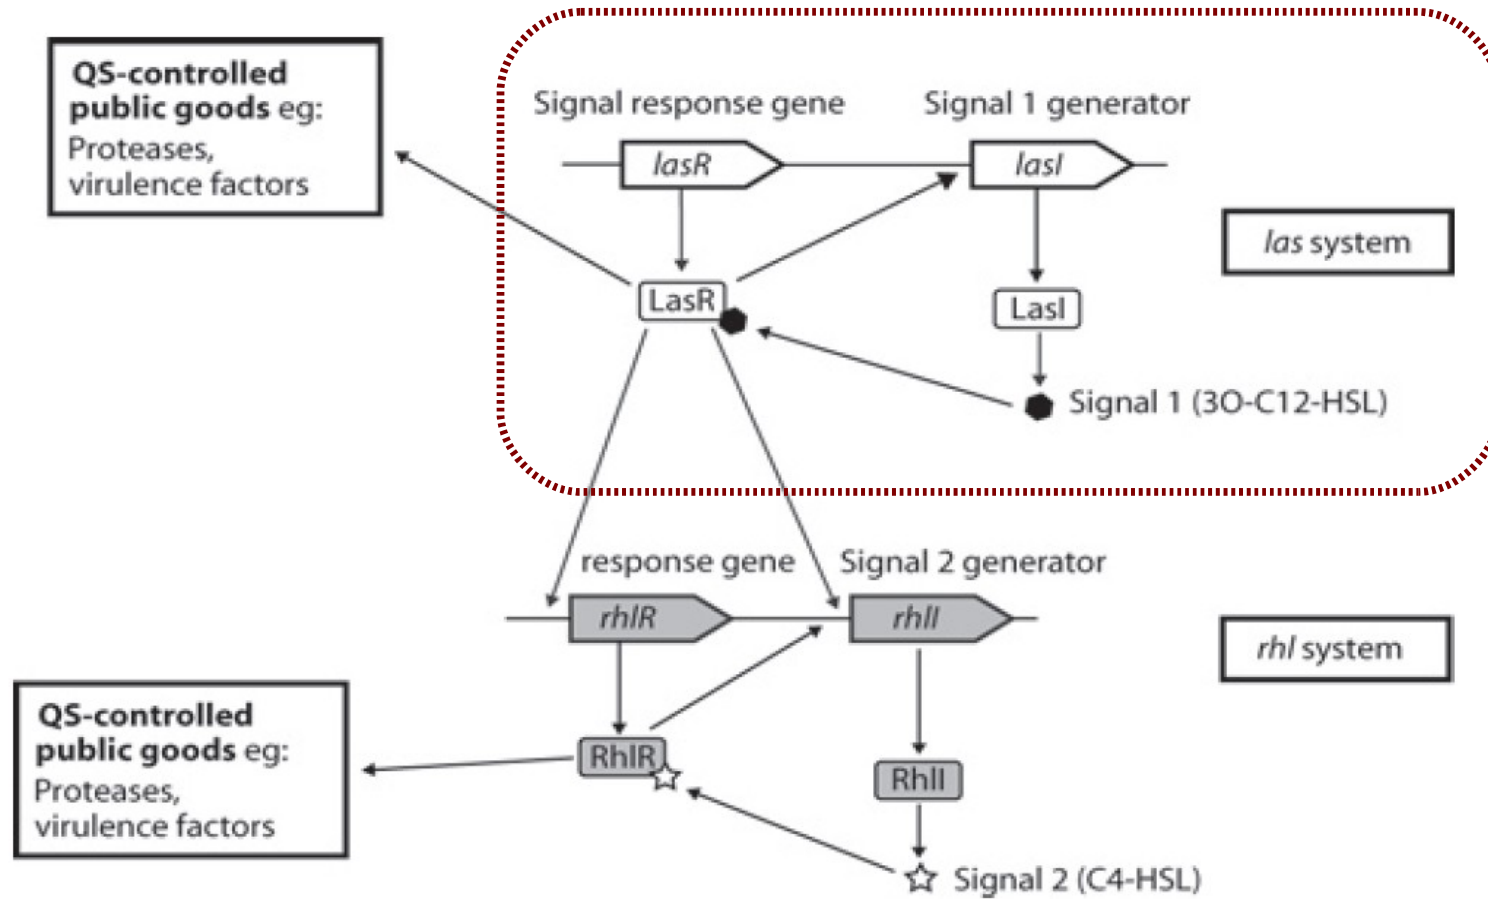 QS-controlled
public goods eg:
Proteases,
virulence factors
Signal response gene
Signal 1 generator
lasR
lasI
las system
LasR
LasI
Signal 1 (3O-C12-HSL)
response gene
Signal 2 generator
rhlR
rhlI
rhl system
QS-controlled
public goods eg:
Proteases,
virulence factors
RhlR
RhlI
Signal 2 (C4-HSL)